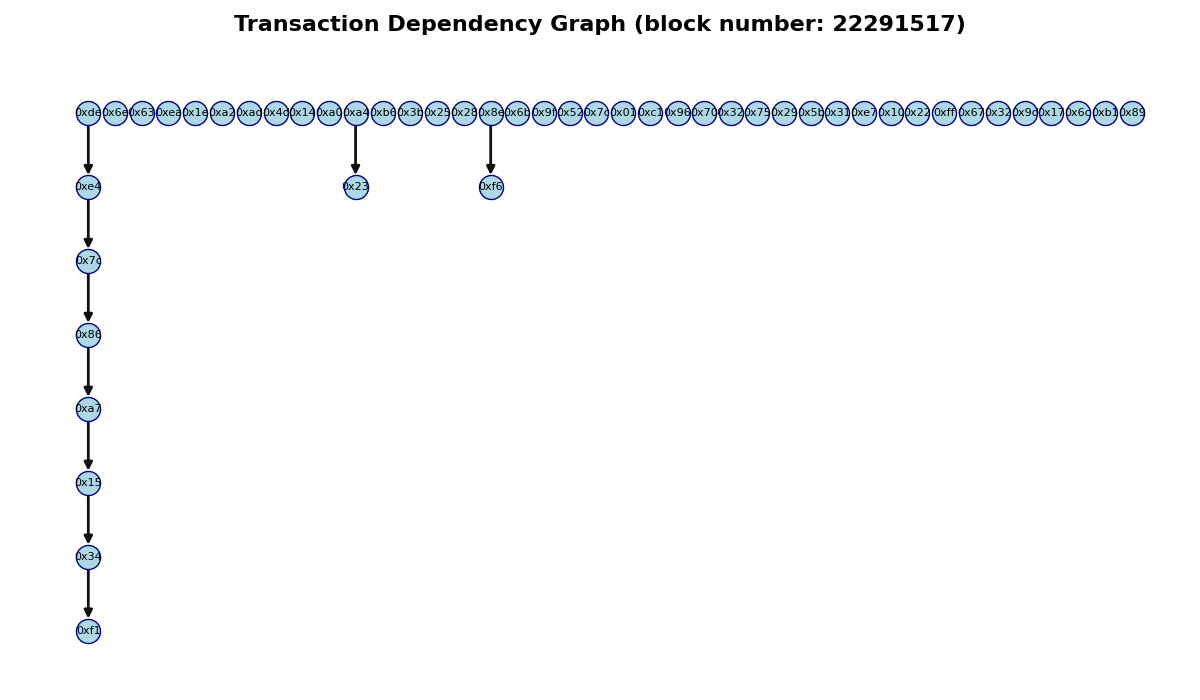 Transaction Dependency Graph (block number: 22291517)
0xde 0x6e 0x63 0xea 0x1e 0xa2 0xad 0x4d 0x14 0xa0 0xa4 0xb6 0x3b 0x25 0x28 0x8e 0x6b 0x9f 0x52 0x7c 0x01 0xc1 0x96 0x70 0x32 0x75 0x29 0x5b 0x31 0xe7 0x10 0x22 0xff 0x67 0x32 0x9d 0x17 0x6c 0xb1 0x89
0xe4 0x23 0xf6
0x7c
0x86
0xa7
0x15
0x34
0xf1